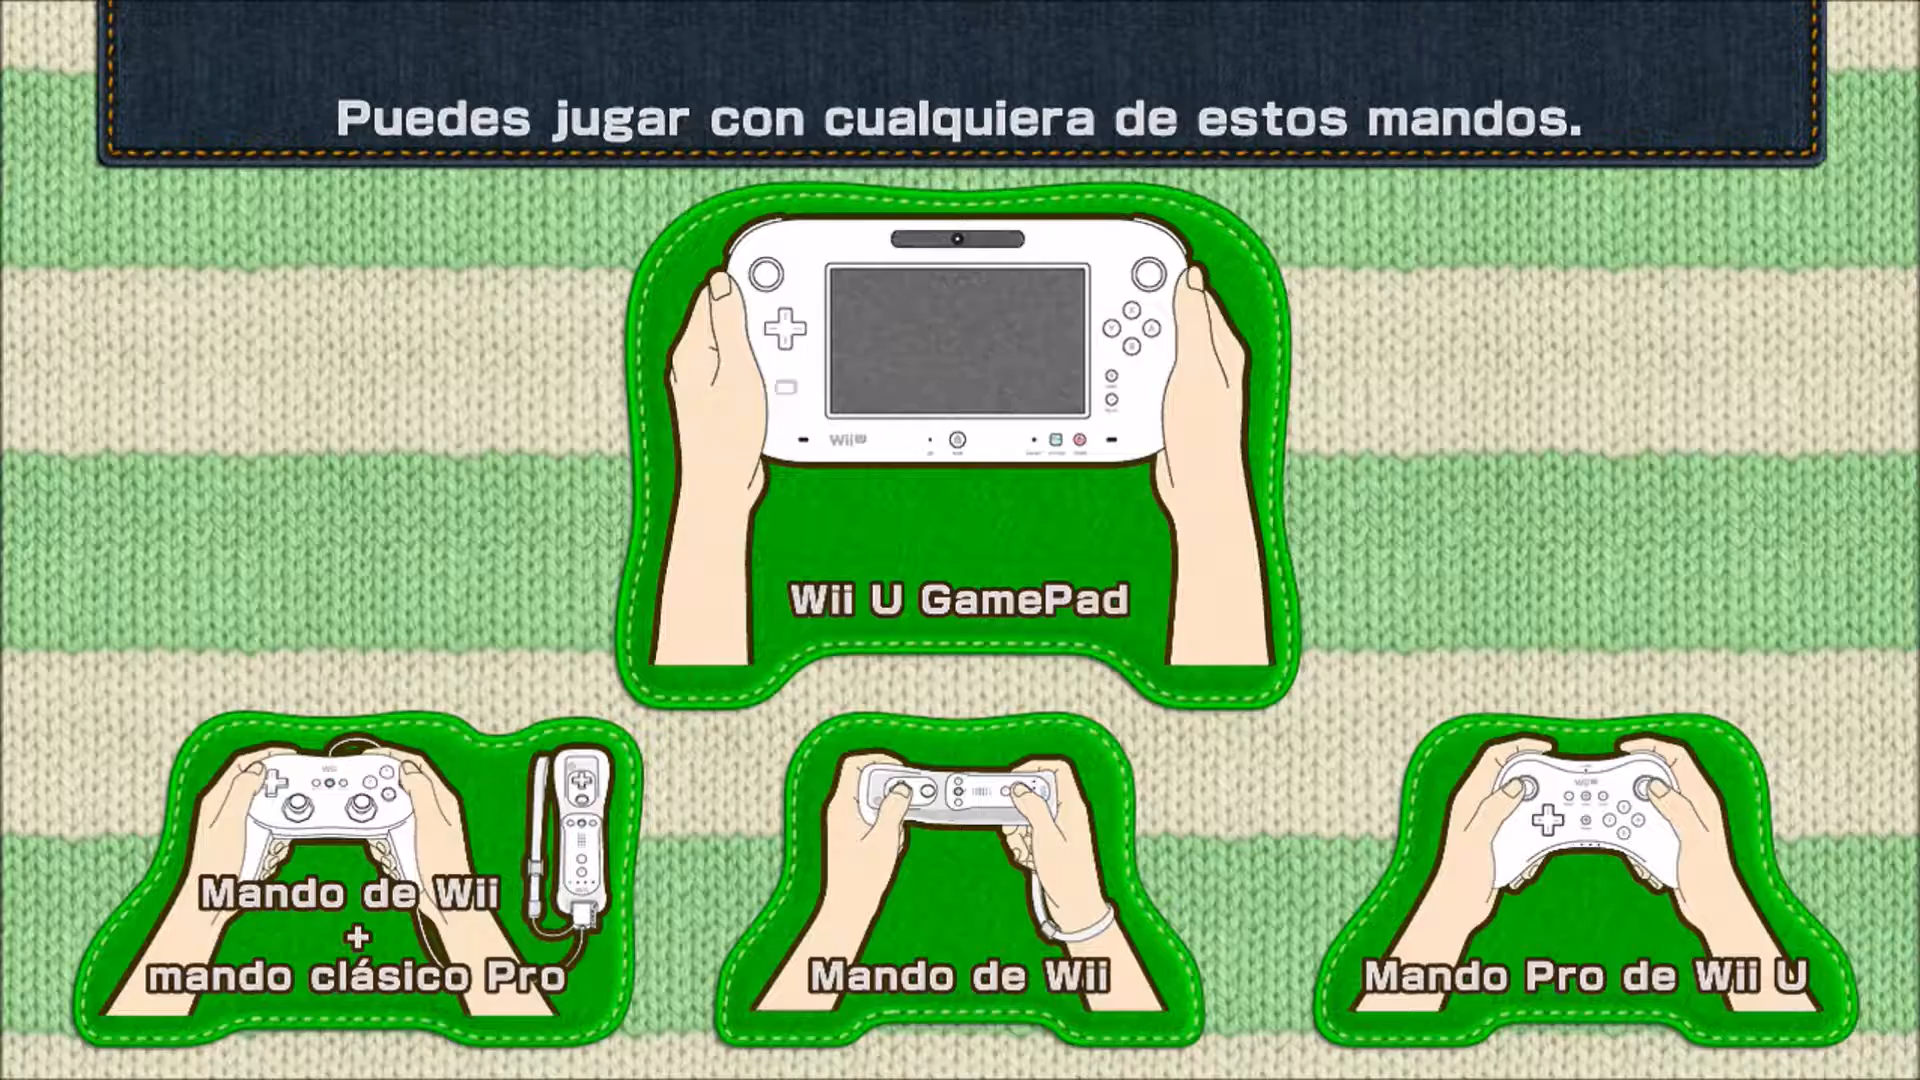 Puedes jugar con cualquiera de estos mandos.
WiiU
Wii U GamePad
Mando de Wii
+
mando clásico Pro
Mando de Wii
Mando Pro de Wii U